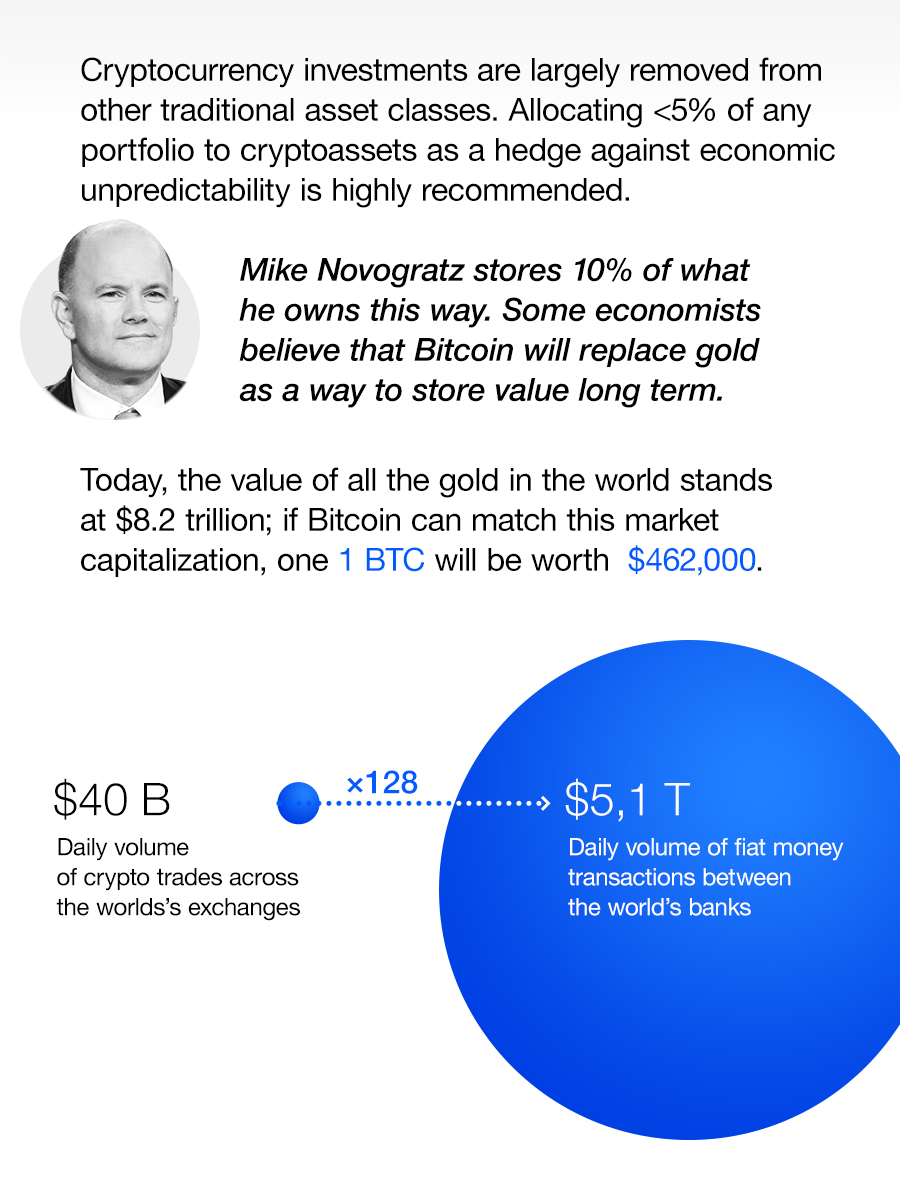 Cryptocurrency investments are largely removed from
other traditional asset classes. Allocating <5% of any
portfolio to cryptoassets as a hedge against economic
unpredictability is highly recommended.
Mike Novogratz stores 10% of what
he owns this way. Some economists
believe that Bitcoin will replace gold
as a way to store value long term.
Today, the value of all the gold in the world stands
at $8.2 trillion; if Bitcoin can match this market
capitalization, one 1 BTC will be worth $462,000.
$40 B
Daily volume
of crypto trades across
the worlds’s exchanges
×128
$5,1 T
Daily volume of fiat money
transactions between
the world’s banks